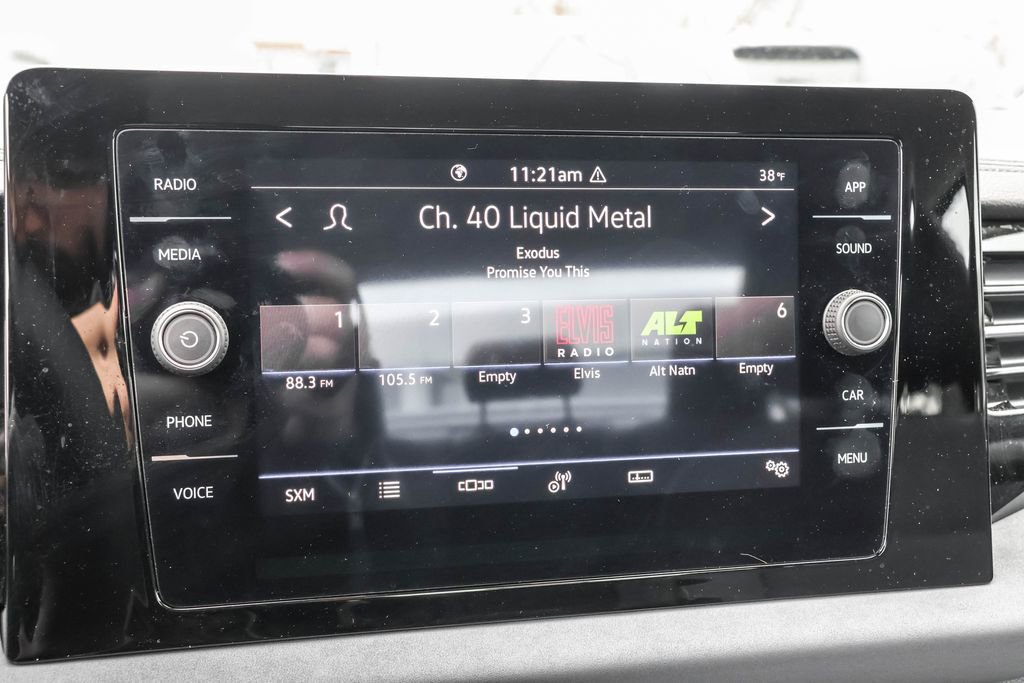 RADIO
MEDIA
PHONE
VOICE
11:21am
38°F
Ch. 40 Liquid Metal
Exodus
Promise You This
1
88.3 FM
2
105.5 FM
3
Empty
ELVIS
RADIO
Elvis
ALT
NATION
Alt Natn
6
Empty
SXM
APP
SOUND
CAR
MENU